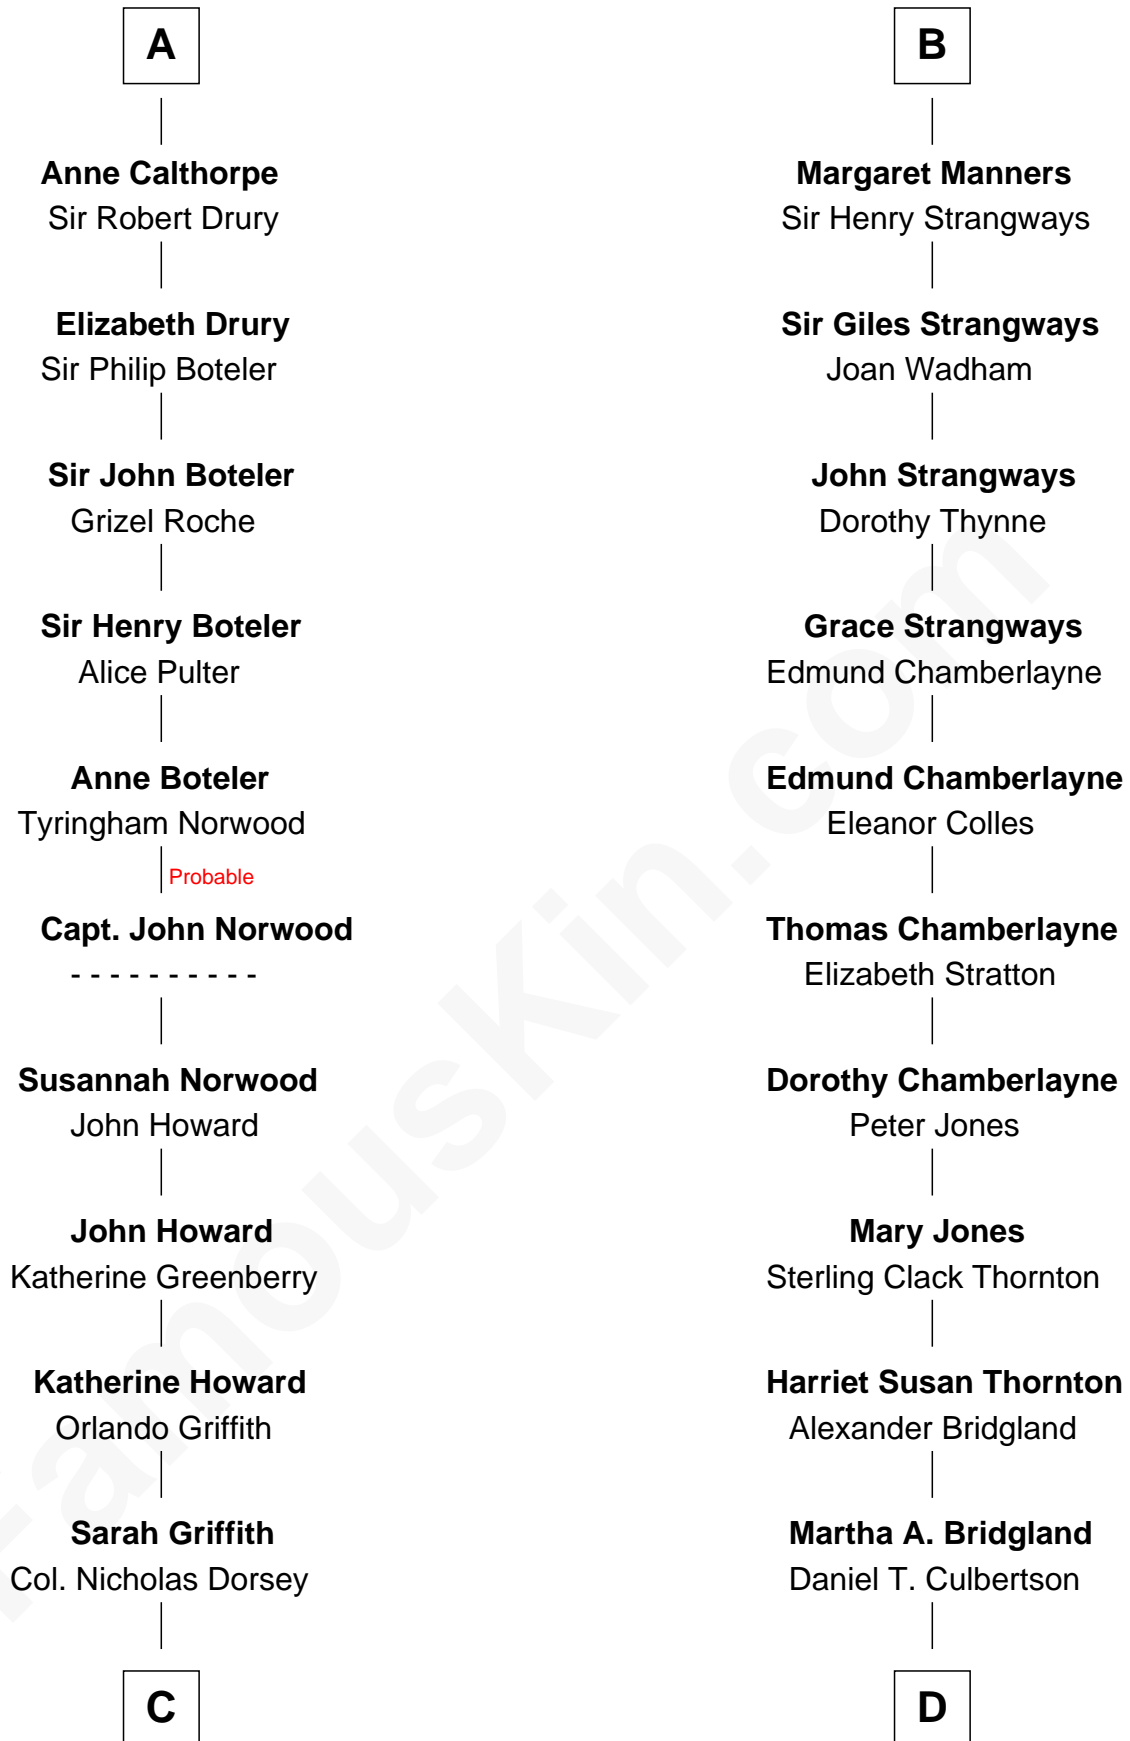 A
Anne Calthorpe
Sir Robert Drury
Elizabeth Drury
Sir Philip Boteler
Sir John Boteler
Grizel Roche
Sir Henry Boteler
Alice Pulter
Anne Boteler
Tyringham Norwood
Probable
Capt. John Norwood
- - - - - - - - - -
Susannah Norwood
John Howard
John Howard
Katherine Greenberry
Katherine Howard
Orlando Griffith
Sarah Griffith
Col. Nicholas Dorsey
C
B
Margaret Manners
Sir Henry Strangways
Sir Giles Strangways
Joan Wadham
John Strangways
Dorothy Thynne
Grace Strangways
Edmund Chamberlayne
Edmund Chamberlayne
Eleanor Colles
Thomas Chamberlayne
Elizabeth Stratton
Dorothy Chamberlayne
Peter Jones
Mary Jones
Sterling Clack Thornton
Harriet Susan Thornton
Alexander Bridgland
Martha A. Bridgland
Daniel T. Culbertson
D
FamousKin.com